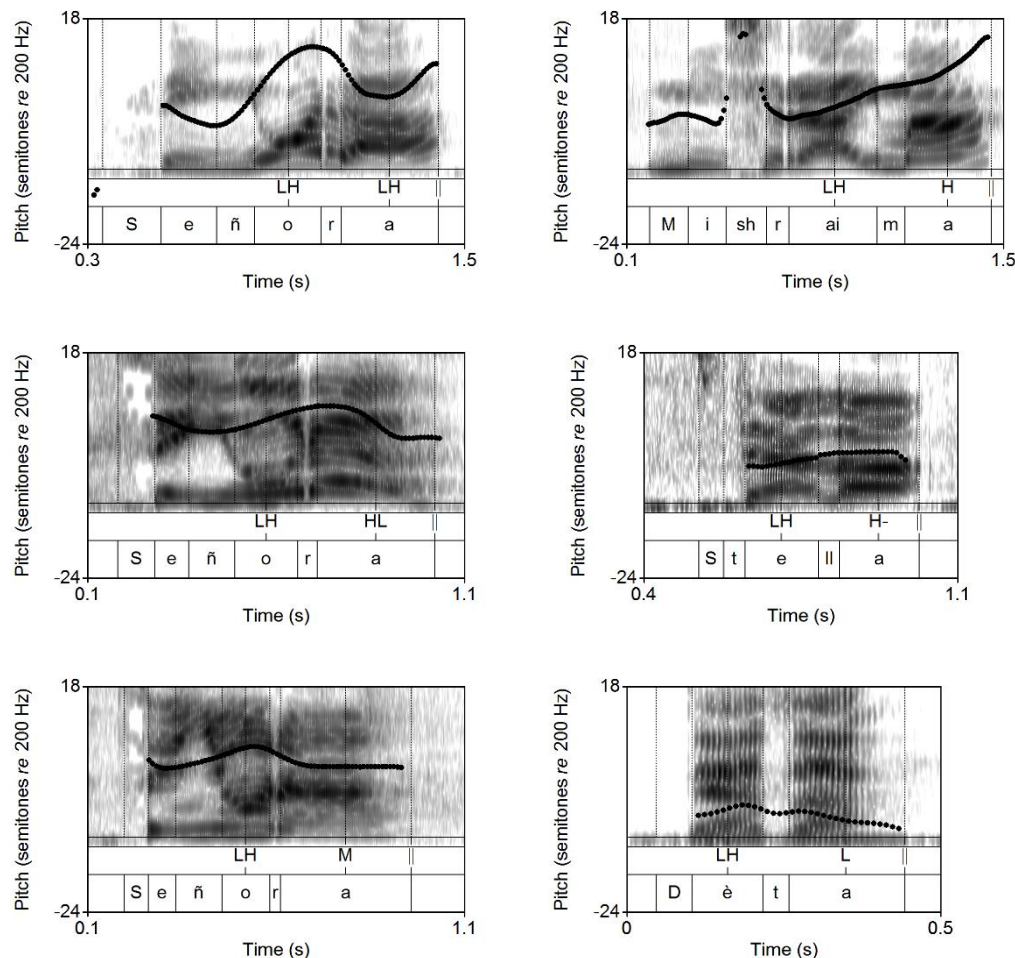 18
Pitch (semitones re 200 Hz)
LH LH ||
S e ñ o r a
-24
0.3 1.5
Time (s)
18
Pitch (semitones re 200 Hz)
LH H ||
M i sh r ai m a
-24
0.1 1.5
Time (s)
18
Pitch (semitones re 200 Hz)
LH HL ||
S e ñ o r a
-24
0.1 1.1
Time (s)
18
Pitch (semitones re 200 Hz)
LH H- ||
S t e ll a
-24
0.4 1.1
Time (s)
18
Pitch (semitones re 200 Hz)
LH M ||
S e ñ o r a
-24
0.1 1.1
Time (s)
18
Pitch (semitones re 200 Hz)
LH L ||
D è t a
-24
0 0.5
Time (s)